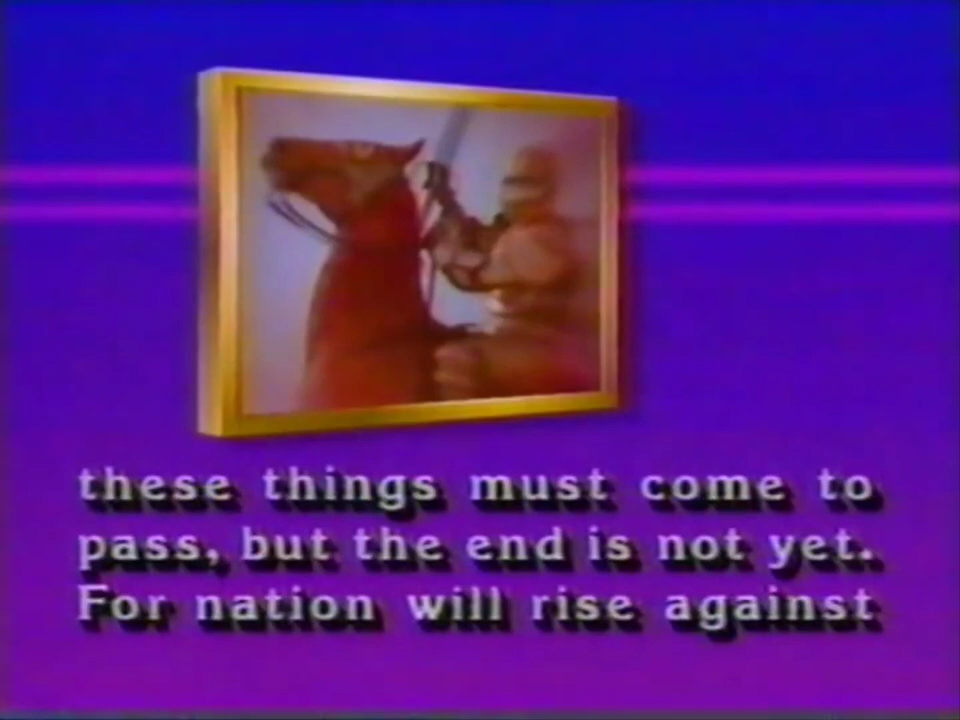 these things must come to
pass, but the end is not yet.
For nation will rise against